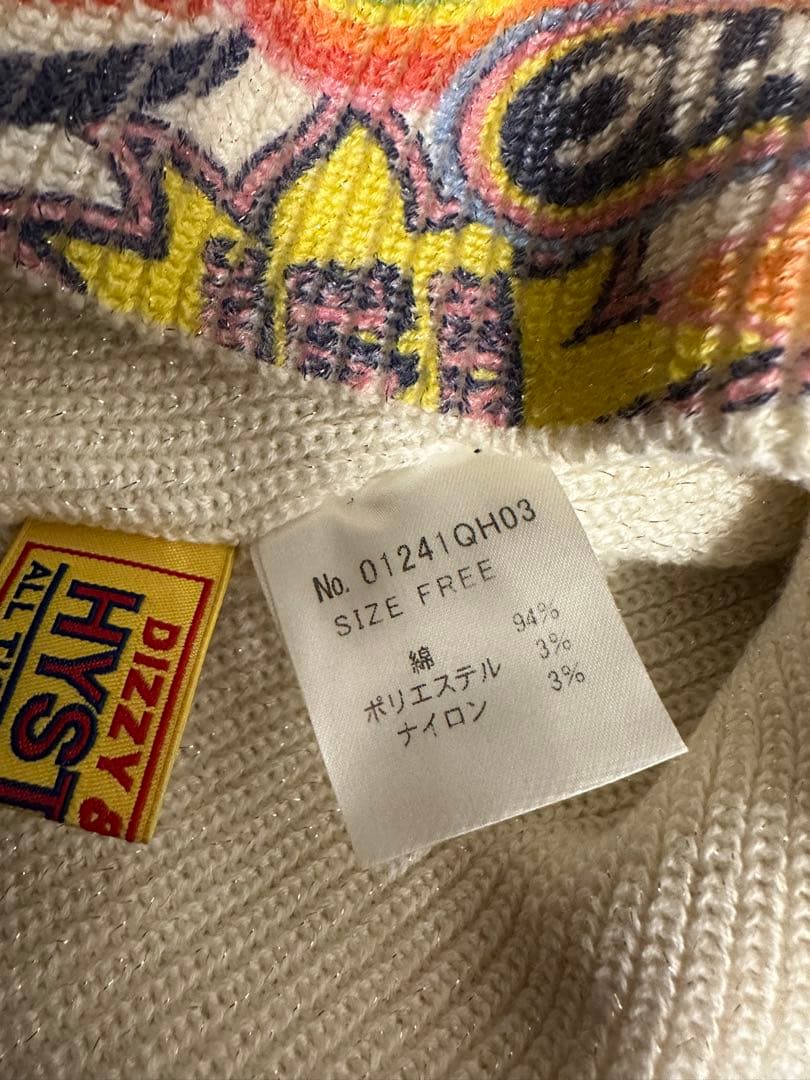 No. 01241QH03
SIZE FREE
綿 94%
ポリエステル 3%
ナイロン 3%
DIZZY &
HYST
ALL T